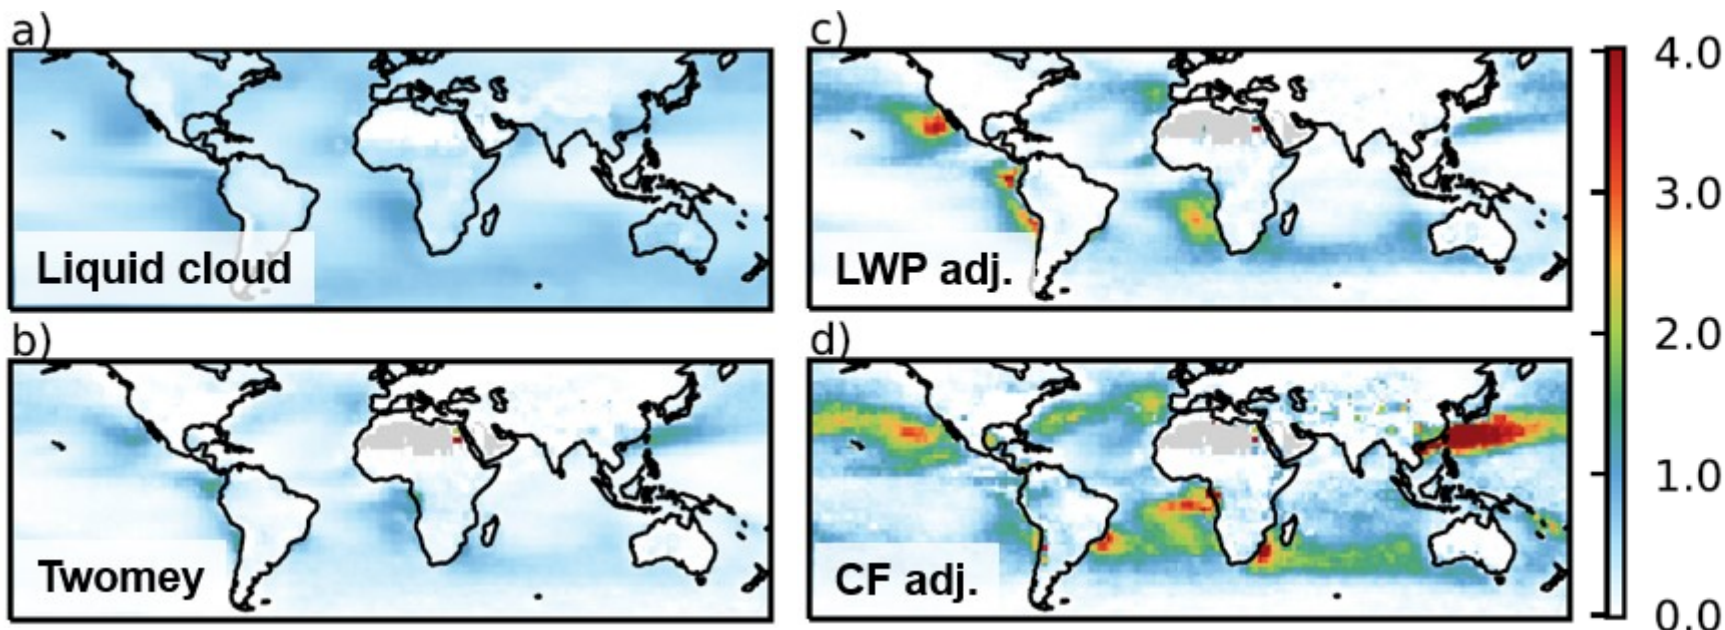 a)
Liquid cloud
b)
Twomey
c)
LWP adj.
d)
CF adj.
4.0
3.0
2.0
1.0
0.0